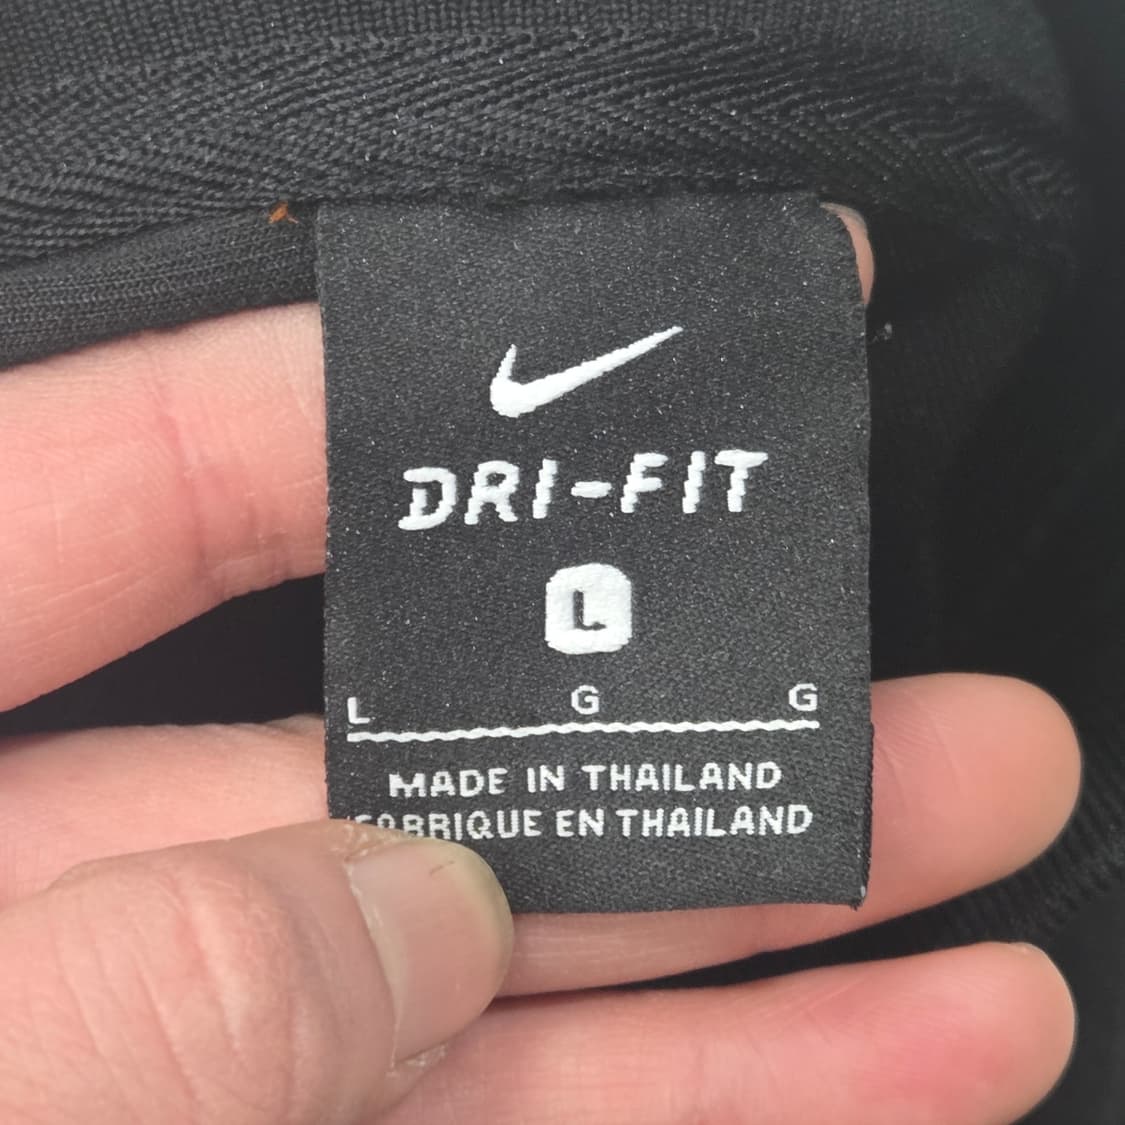 DRI-FIT
L
L G G
MADE IN THAILAND
FABRIQUE EN THAILAND